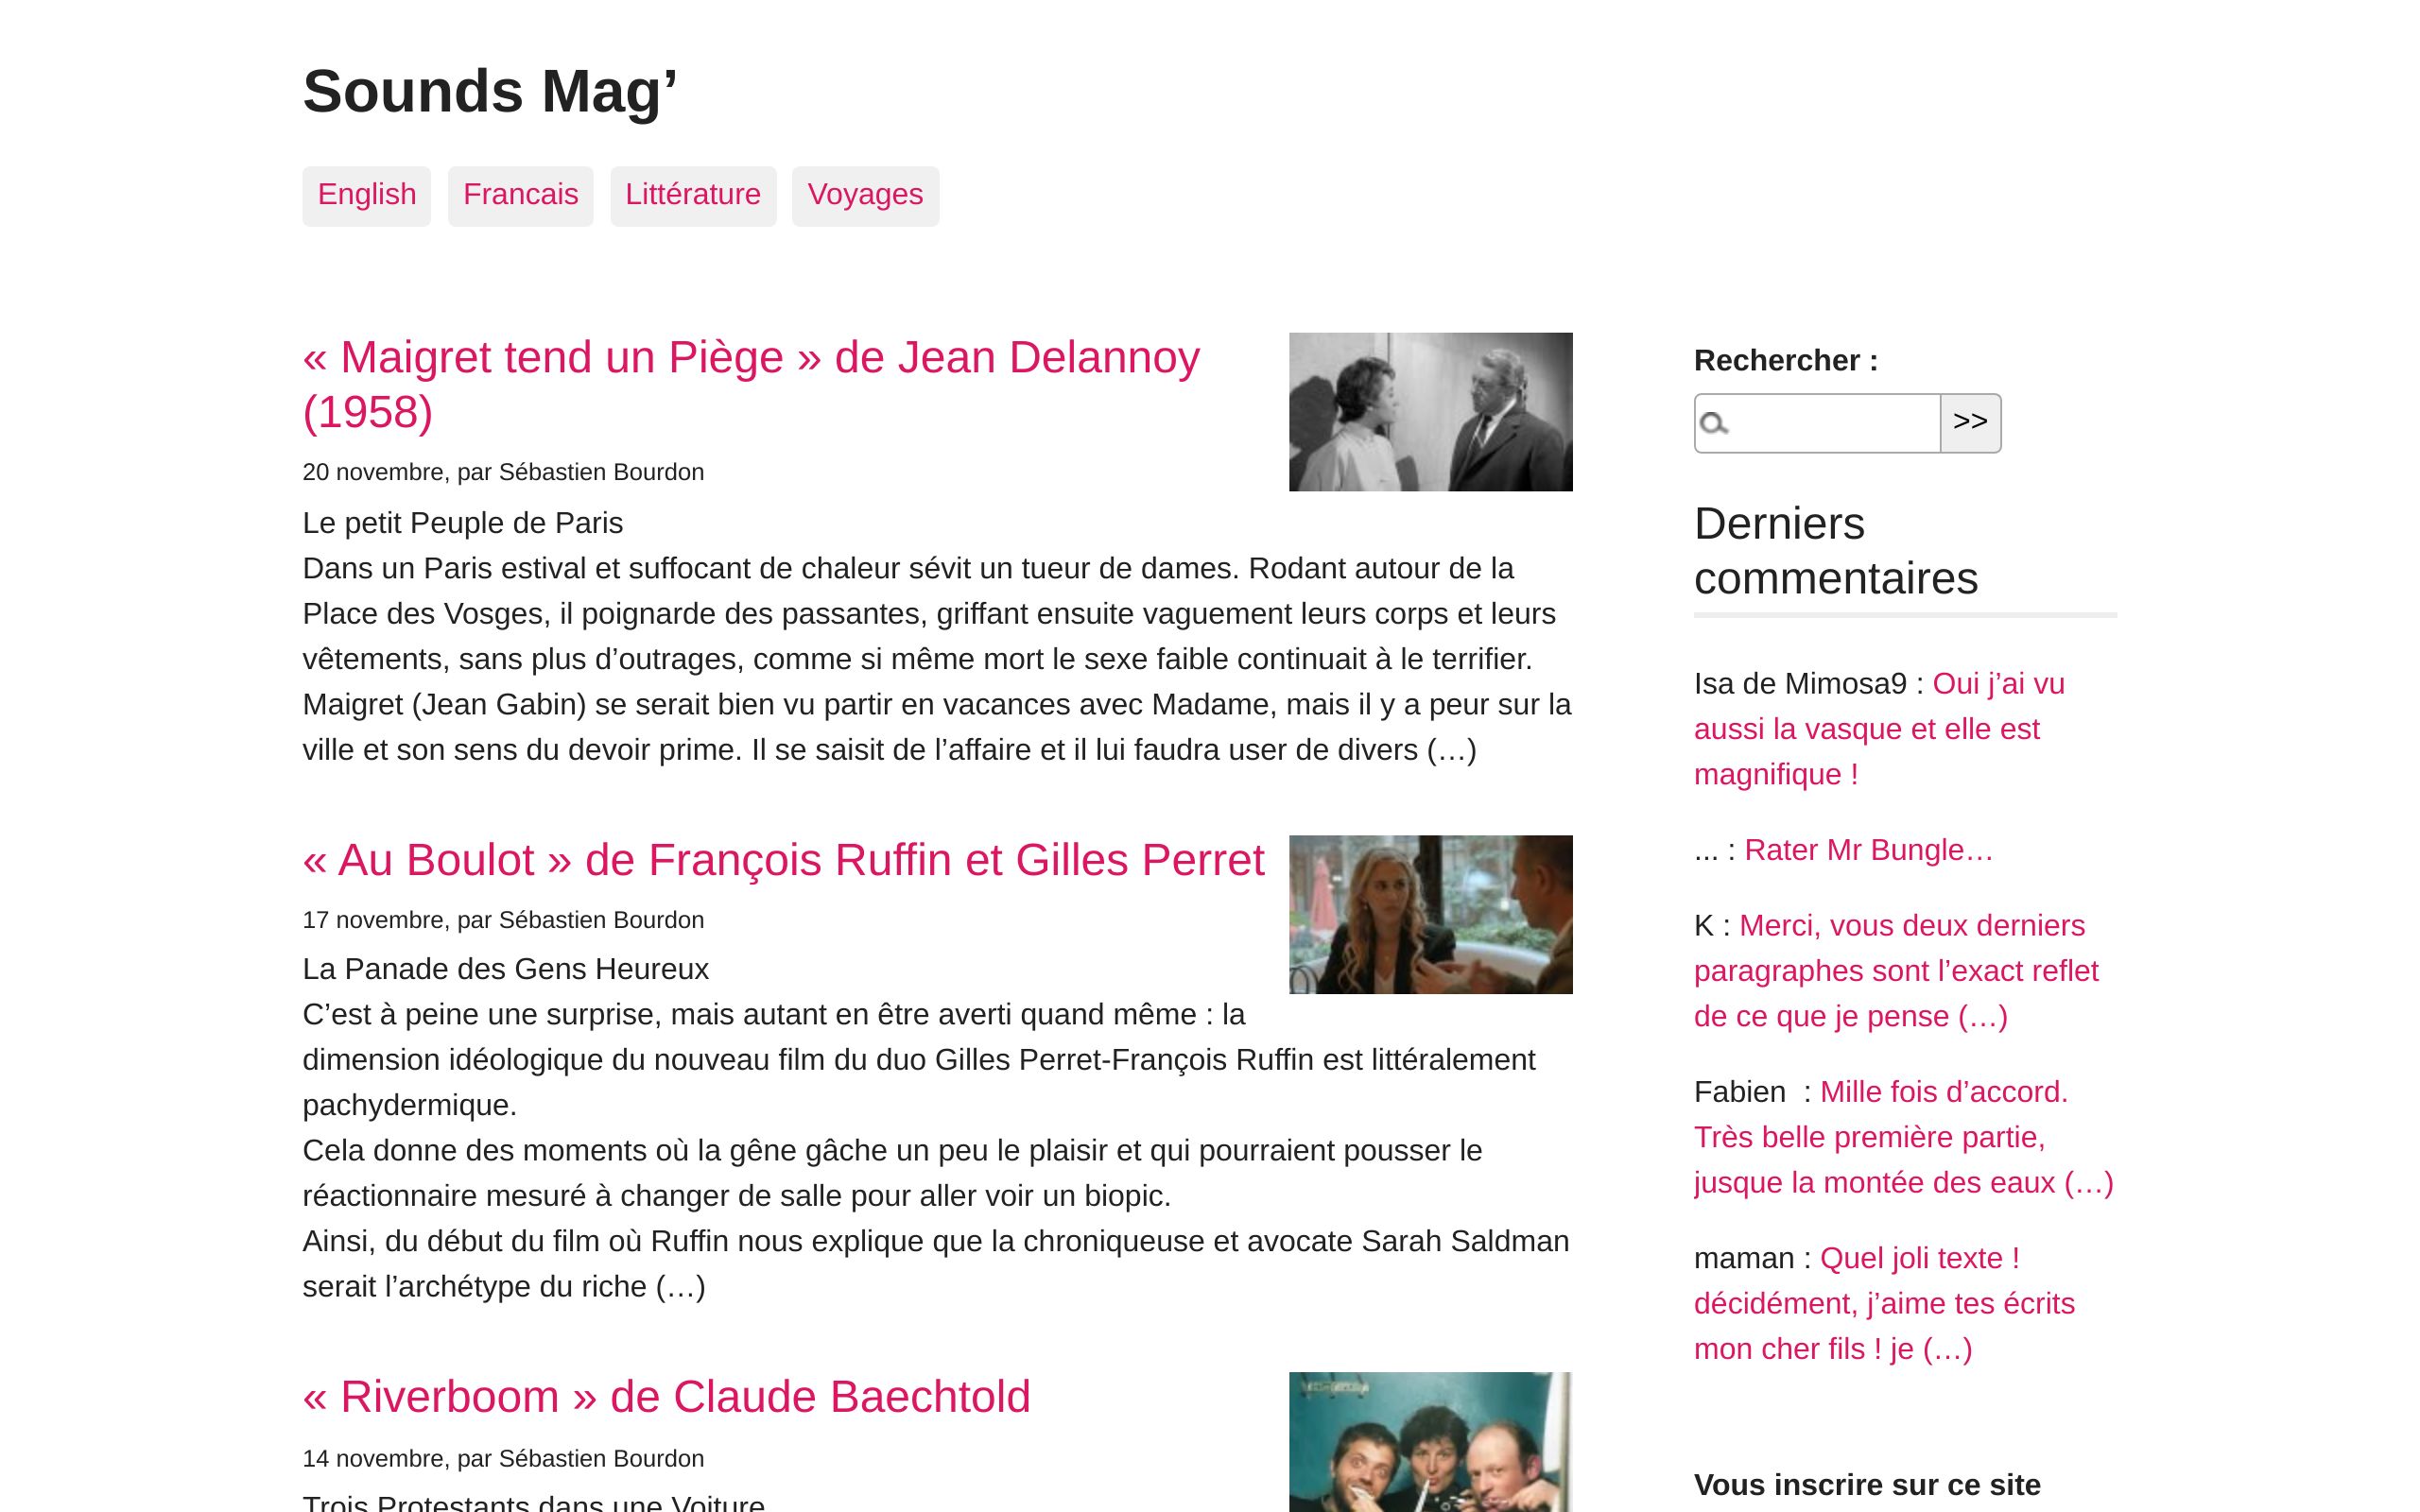 Sounds Mag’
English
Francais
Littérature
Voyages
« Maigret tend un Piège » de Jean Delannoy
(1958)
20 novembre, par Sébastien Bourdon
Le petit Peuple de Paris
Dans un Paris estival et suffocant de chaleur sévit un tueur de dames. Rodant autour de la
Place des Vosges, il poignarde des passantes, griffant ensuite vaguement leurs corps et leurs
vêtements, sans plus d’outrages, comme si même mort le sexe faible continuait à le terrifier.
Maigret (Jean Gabin) se serait bien vu partir en vacances avec Madame, mais il y a peur sur la
ville et son sens du devoir prime. Il se saisit de l’affaire et il lui faudra user de divers (…)
« Au Boulot » de François Ruffin et Gilles Perret
17 novembre, par Sébastien Bourdon
La Panade des Gens Heureux
C’est à peine une surprise, mais autant en être averti quand même : la
dimension idéologique du nouveau film du duo Gilles Perret-François Ruffin est littéralement
pachydermique.
Cela donne des moments où la gêne gâche un peu le plaisir et qui pourraient pousser le
réactionnaire mesuré à changer de salle pour aller voir un biopic.
Ainsi, du début du film où Ruffin nous explique que la chroniqueuse et avocate Sarah Saldman
serait l’archétype du riche (…)
« Riverboom » de Claude Baechtold
14 novembre, par Sébastien Bourdon
Trois Protestants dans une Voiture
Rechercher :
>>
Derniers
commentaires
Isa de Mimosa9 : Oui j’ai vu
aussi la vasque et elle est
magnifique !
... : Rater Mr Bungle…
K : Merci, vous deux derniers
paragraphes sont l’exact reflet
de ce que je pense (…)
Fabien  : Mille fois d’accord.
Très belle première partie,
jusque la montée des eaux (…)
maman : Quel joli texte !
décidément, j’aime tes écrits
mon cher fils ! je (…)
Vous inscrire sur ce site